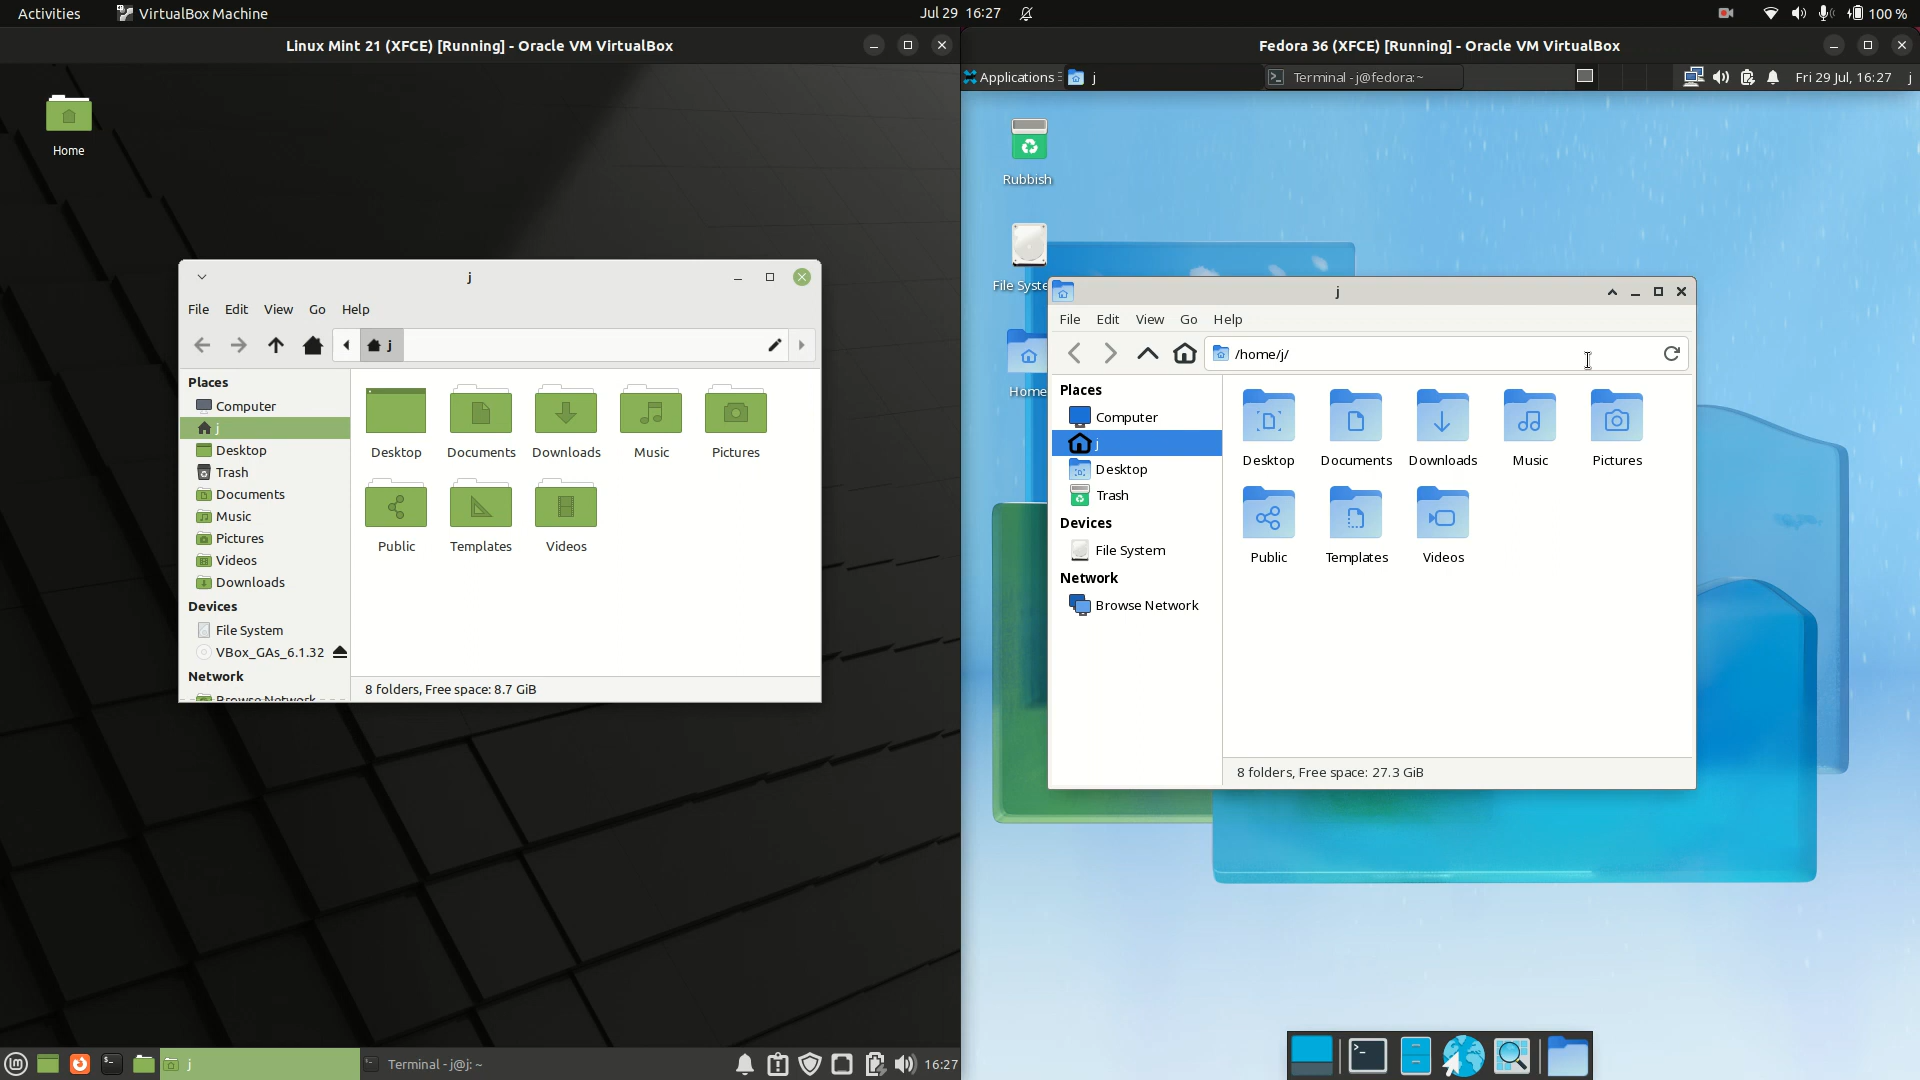 Activities VirtualBox Machine Jul 29 16:27 100 %
Linux Mint 21 (XFCE) [Running] - Oracle VM VirtualBox
Home
j
File Edit View Go Help
j
Places
Computer
j
Desktop
Trash
Documents
Music
Pictures
Videos
Downloads
Devices
File System
VBox_GAs_6.1.32
Network
Browse Network
Desktop Documents Downloads Music Pictures
Public Templates Videos
8 folders, Free space: 8.7 GiB
j Terminal - j@j: ~ 16:27
Fedora 36 (XFCE) [Running] - Oracle VM VirtualBox
Applications j Terminal - j@fedora:~ Fri 29 Jul, 16:27 j
Rubbish
File Syste
Home
j
File Edit View Go Help
/home/j/
Places
Computer
j
Desktop
Trash
Devices
File System
Network
Browse Network
Desktop Documents Downloads Music Pictures
Public Templates Videos
8 folders, Free space: 27.3 GiB